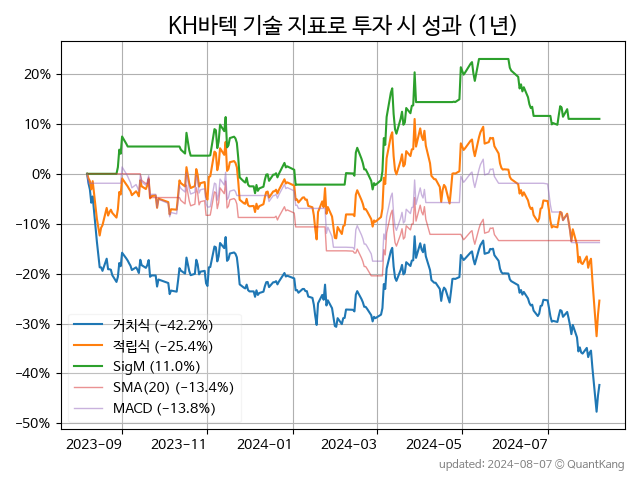 KH바텍 기술 지표로 투자 시 성과 (1년)
20%
10%
0%
−10%
−20%
−30%
−40%
−50%
거치식 (−42.2%)
적립식 (−25.4%)
SigM (11.0%)
SMA(20) (−13.4%)
MACD (−13.8%)
2023-09 2023-11 2024-01 2024-03 2024-05 2024-07
updated: 2024-08-07 © QuantKang